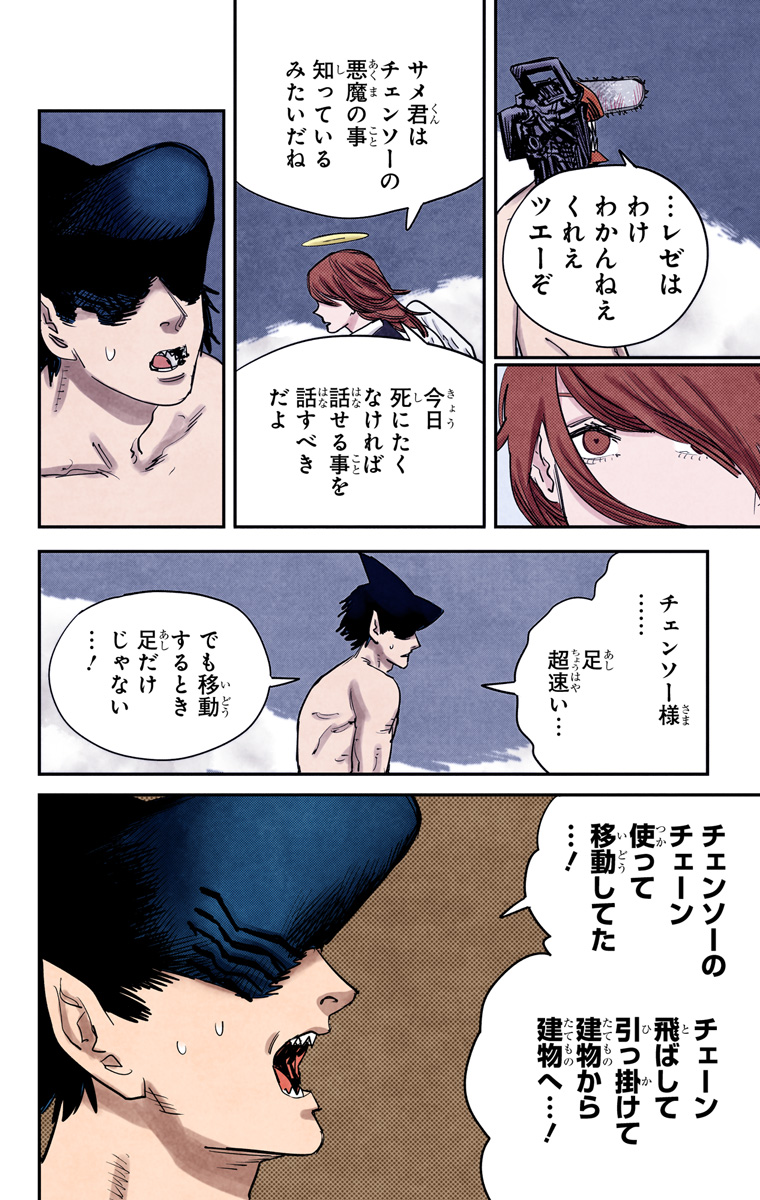 …レゼは
わけ
わかんねえ
くれえ
ツエーぞ
サメ君は
チェンソーの
悪魔の事
知っている
みたいだね
今日
死にたく
なければ
話せる事を
話すべき
だよ
チェンソー様
……
足
超速い…
でも移動
するとき
足だけ
じゃない
…！
チェンソーの
チェーン
使って
移動してた
…！
チェーン
飛ばして
引っ掛けて
建物から
建物へ…！